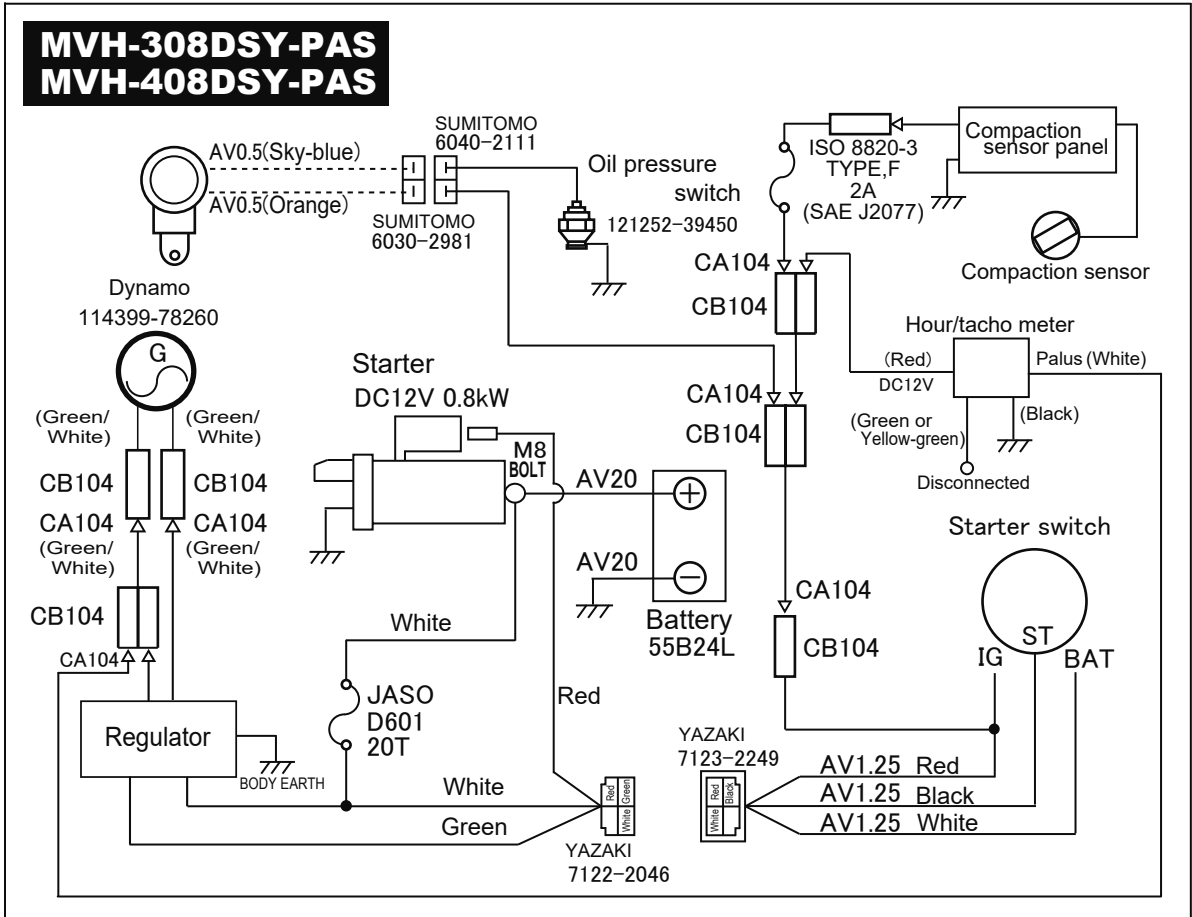 MVH-308DSY-PAS
MVH-408DSY-PAS
AV0.5(Sky-blue)
AV0.5(Orange)
SUMITOMO
6040-2111
SUMITOMO
6030-2981
Oil pressure
switch
121252-39450
ISO 8820-3
TYPE,F
2A
(SAE J2077)
Compaction
sensor panel
Compaction sensor
CA104
CB104
Hour/tacho meter
(Red)
DC12V
Palus (White)
(Green or
Yellow-green)
(Black)
Disconnected
Dynamo
114399-78260
G
(Green/
White)
(Green/
White)
CB104
CB104
CA104
CA104
(Green/
White)
(Green/
White)
CB104
CA104
Regulator
BODY EARTH
Starter
DC12V 0.8kW
M8
BOLT
AV20
AV20
Battery
55B24L
White
JASO
D601
20T
Red
White
Green
Red
Green
White
YAZAKI
7122-2046
CA104
CB104
CA104
CB104
Starter switch
ST
IG
BAT
YAZAKI
7123-2249
Red
Black
White
AV1.25 Red
AV1.25 Black
AV1.25 White